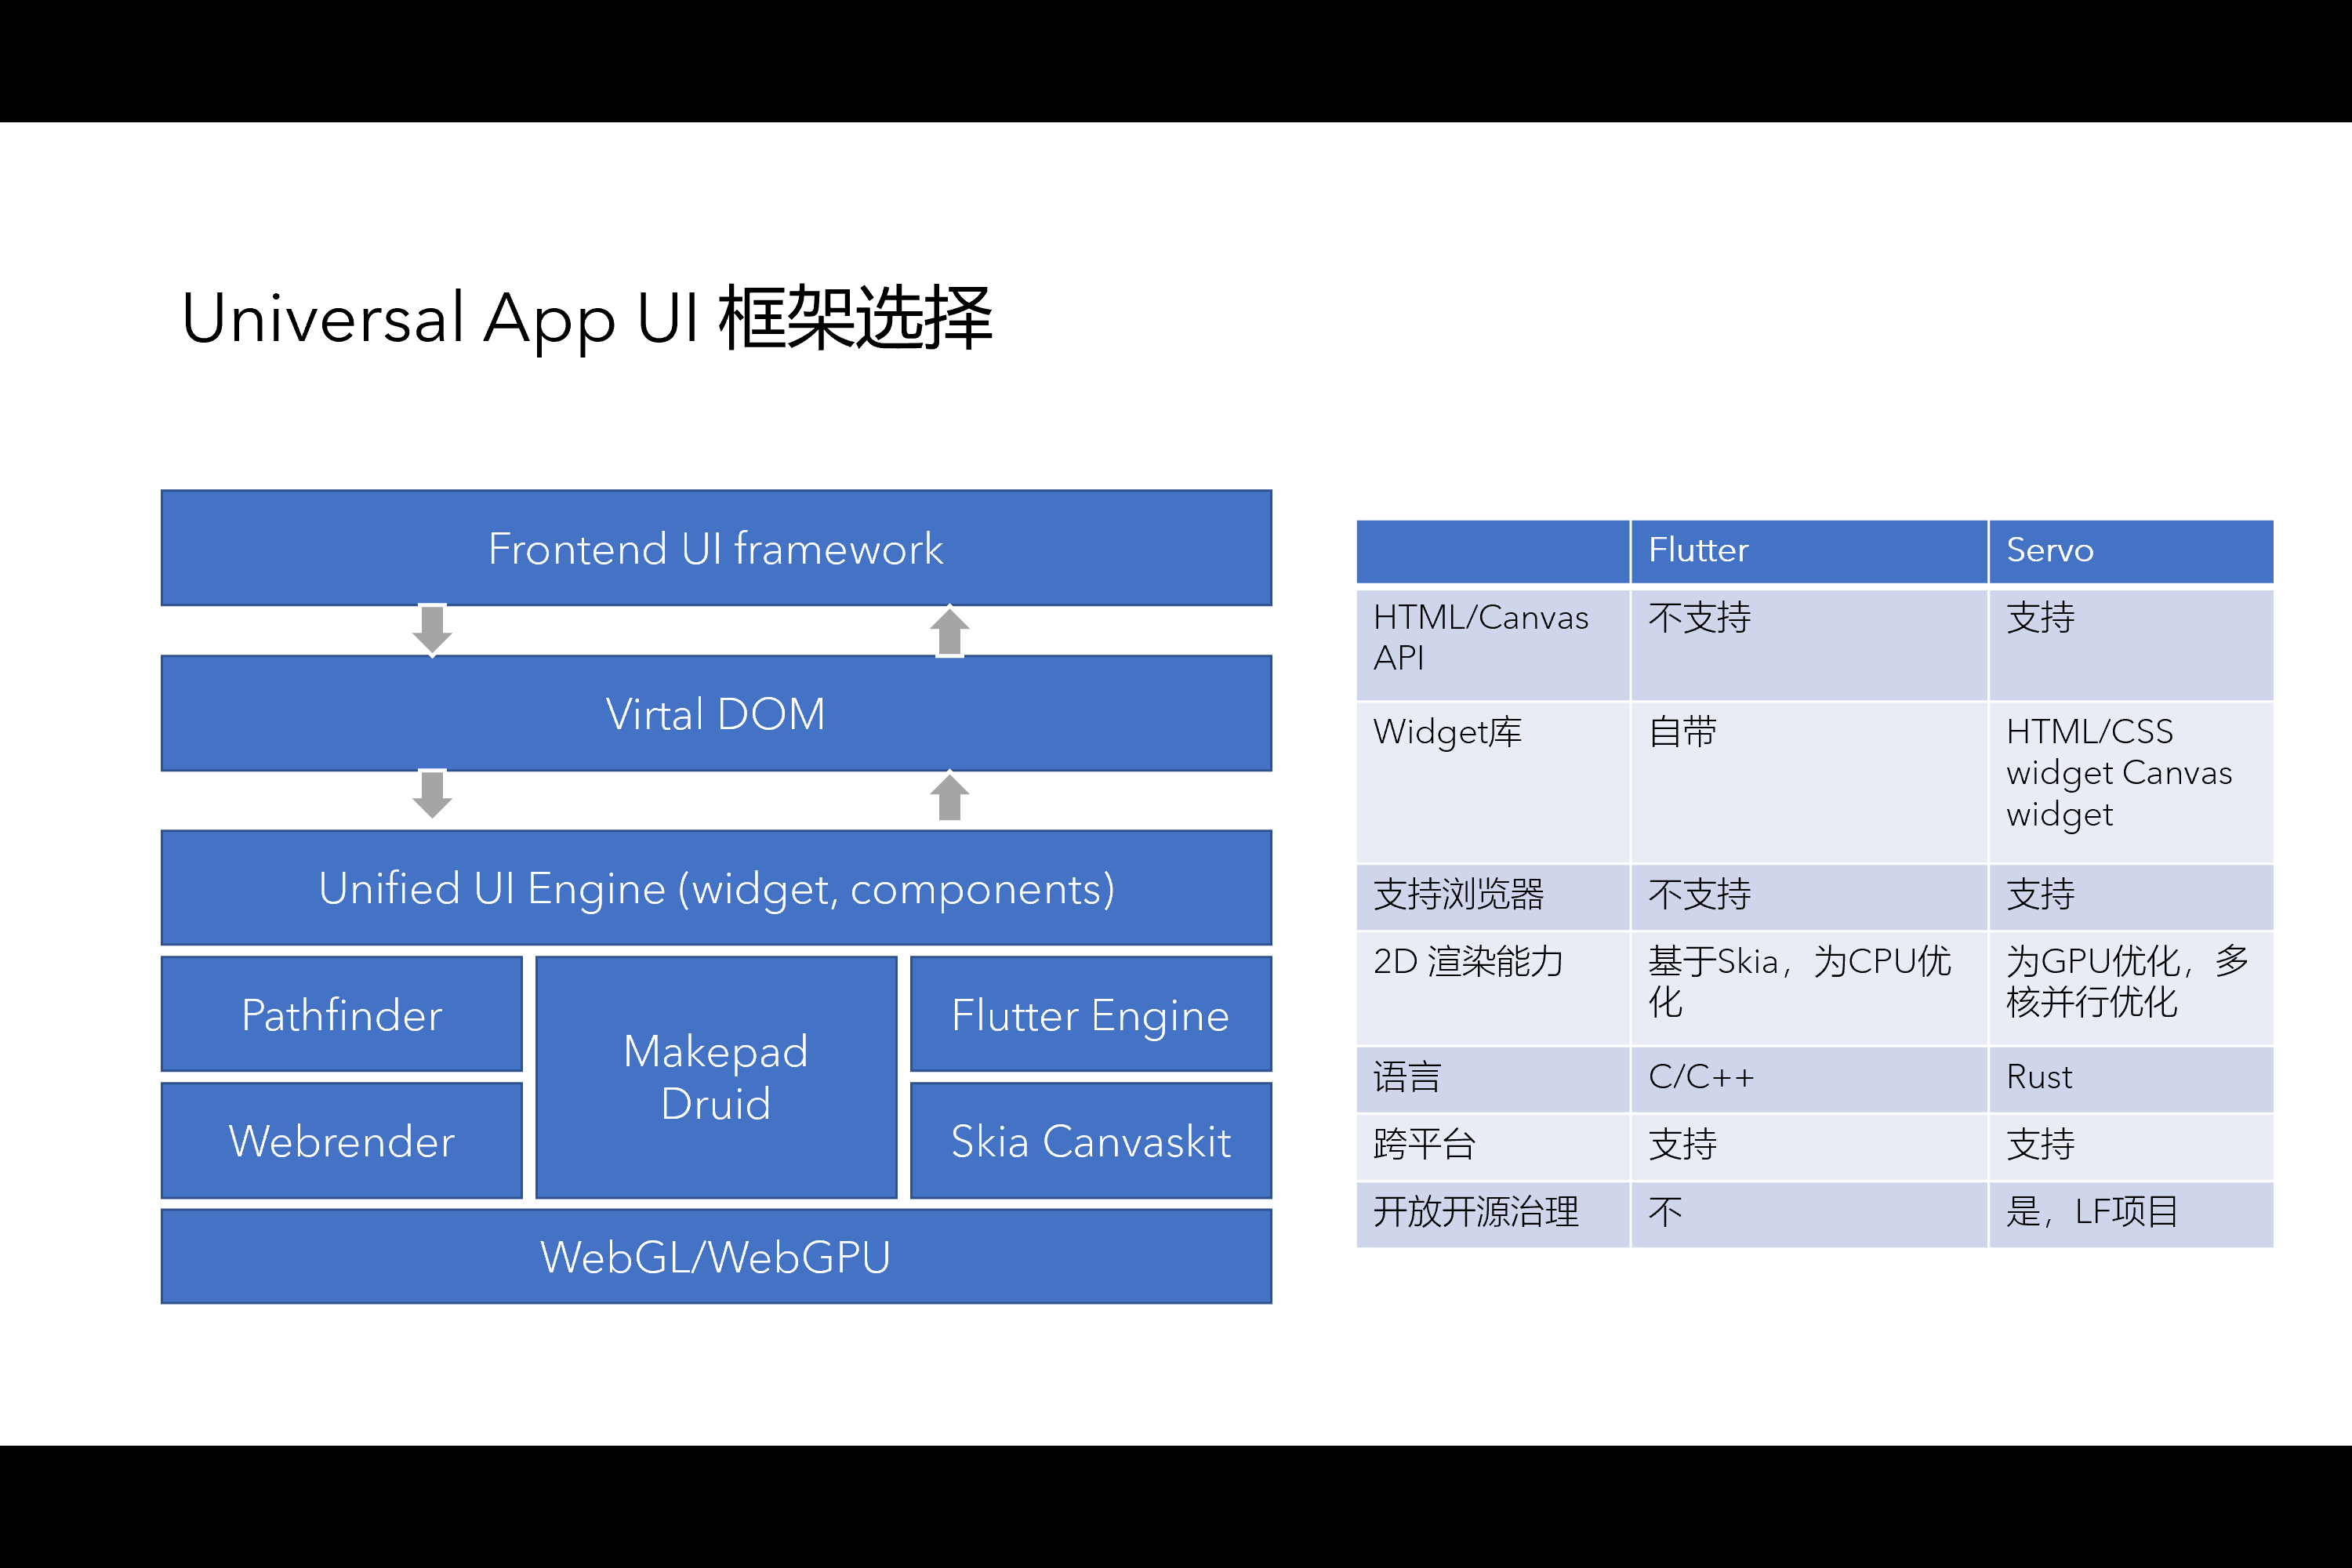 Universal App UI 框架选择
Frontend UI framework
Virtal DOM
Unified UI Engine (widget, components)
Pathfinder
Webrender
Makepad
Druid
Flutter Engine
Skia Canvaskit
WebGL/WebGPU
Flutter
Servo
HTML/Canvas
API
不支持
支持
Widget库
自带
HTML/CSS
widget Canvas
widget
支持浏览器
不支持
支持
2D 渲染能力
基于Skia，为CPU优
化
为GPU优化，多
核并行优化
语言
C/C++
Rust
跨平台
支持
支持
开放开源治理
不
是，LF项目